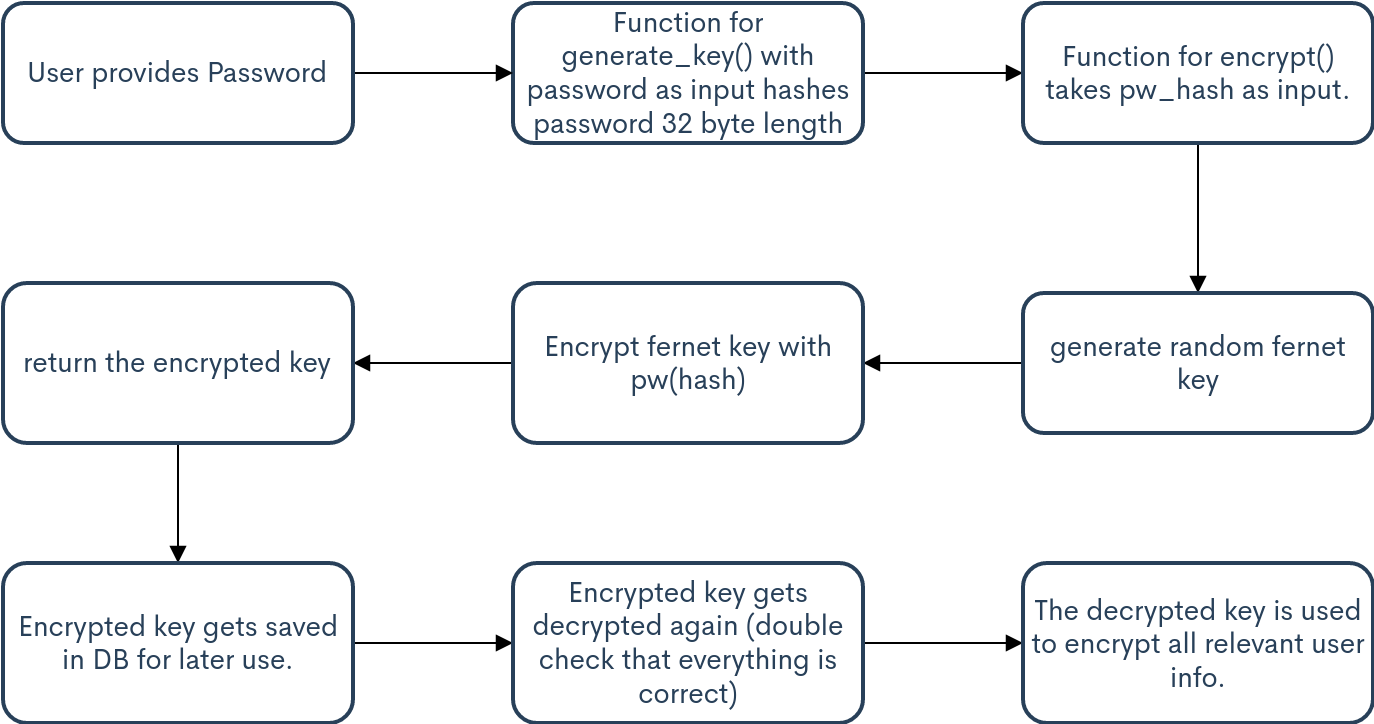 User provides Password
Function for
generate_key() with
password as input hashes
password 32 byte length
Function for encrypt()
takes pw_hash as input.
generate random fernet
key
Encrypt fernet key with
pw(hash)
return the encrypted key
Encrypted key gets saved
in DB for later use.
Encrypted key gets
decrypted again (double
check that everything is
correct)
The decrypted key is used
to encrypt all relevant user
info.